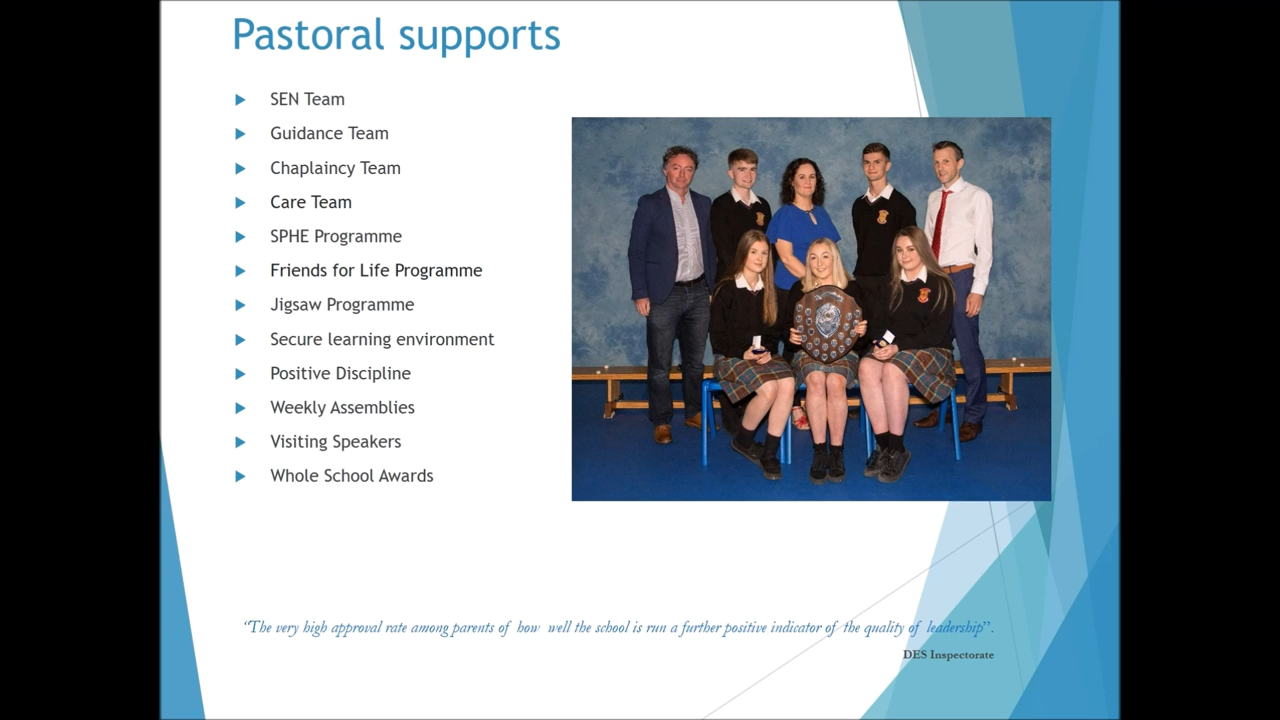 Pastoral supports
SEN Team
Guidance Team
Chaplaincy Team
Care Team
SPHE Programme
Friends for Life Programme
Jigsaw Programme
Secure learning environment
Positive Discipline
Weekly Assemblies
Visiting Speakers
Whole School Awards
“The very high approval rate among parents of how well the school is run a further positive indicator of the quality of leadership”.
DES Inspectorate